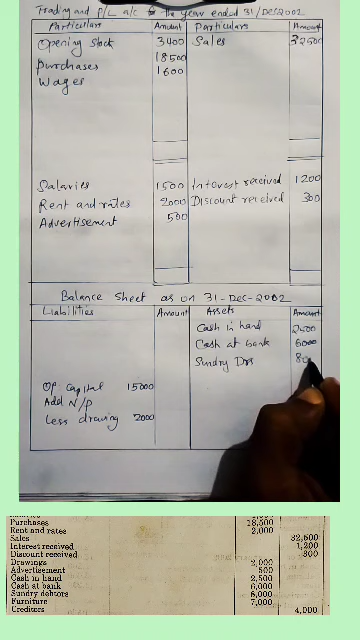 Trading and P/L a/c for the year ended 31/Dec 2002
Particulars Amount Particulars Amount
Opening stock 3400 Sales 32500
Purchases 18500
Wages 1600
Salaries 1500 Interest received 1200
Rent and rates 2000 Discount received 300
Advertisement 500
Balance Sheet as on 31-Dec-2002
Liabilities Amount Assets Amount
Cash in hand 2500
Cash at bank 6000
Sundry Drs 80
Op. Capital 15000
Add N/P
Less drawing 2000
Purchases 18,500
Rent and rates 2,000
Sales 32,600
Interest received 1,200
Discount received 300
Drawings 2,000
Advertisement 500
Cash in hand 2,500
Cash at bank 6,000
Sundry debtors 8,000
Furniture 7,000
Creditors 4,000